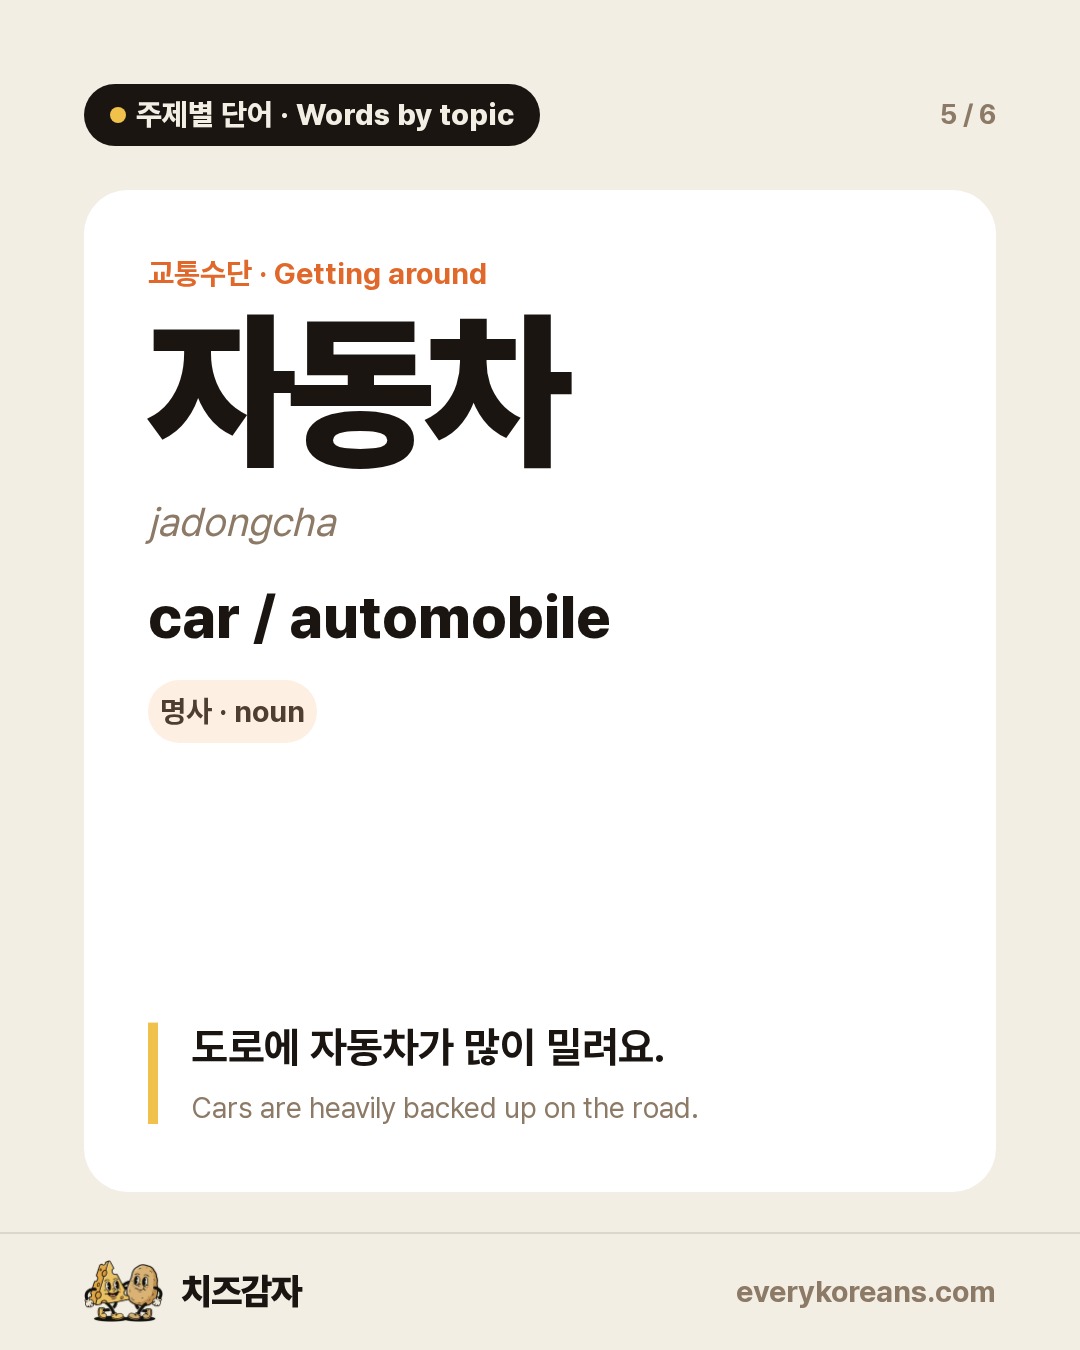 주제별 단어 · Words by topic
5 / 6
교통수단 · Getting around
자동차
jadongcha
car / automobile
명사 · noun
도로에 자동차가 많이 밀려요.
Cars are heavily backed up on the road.
치즈감자
everykoreans.com